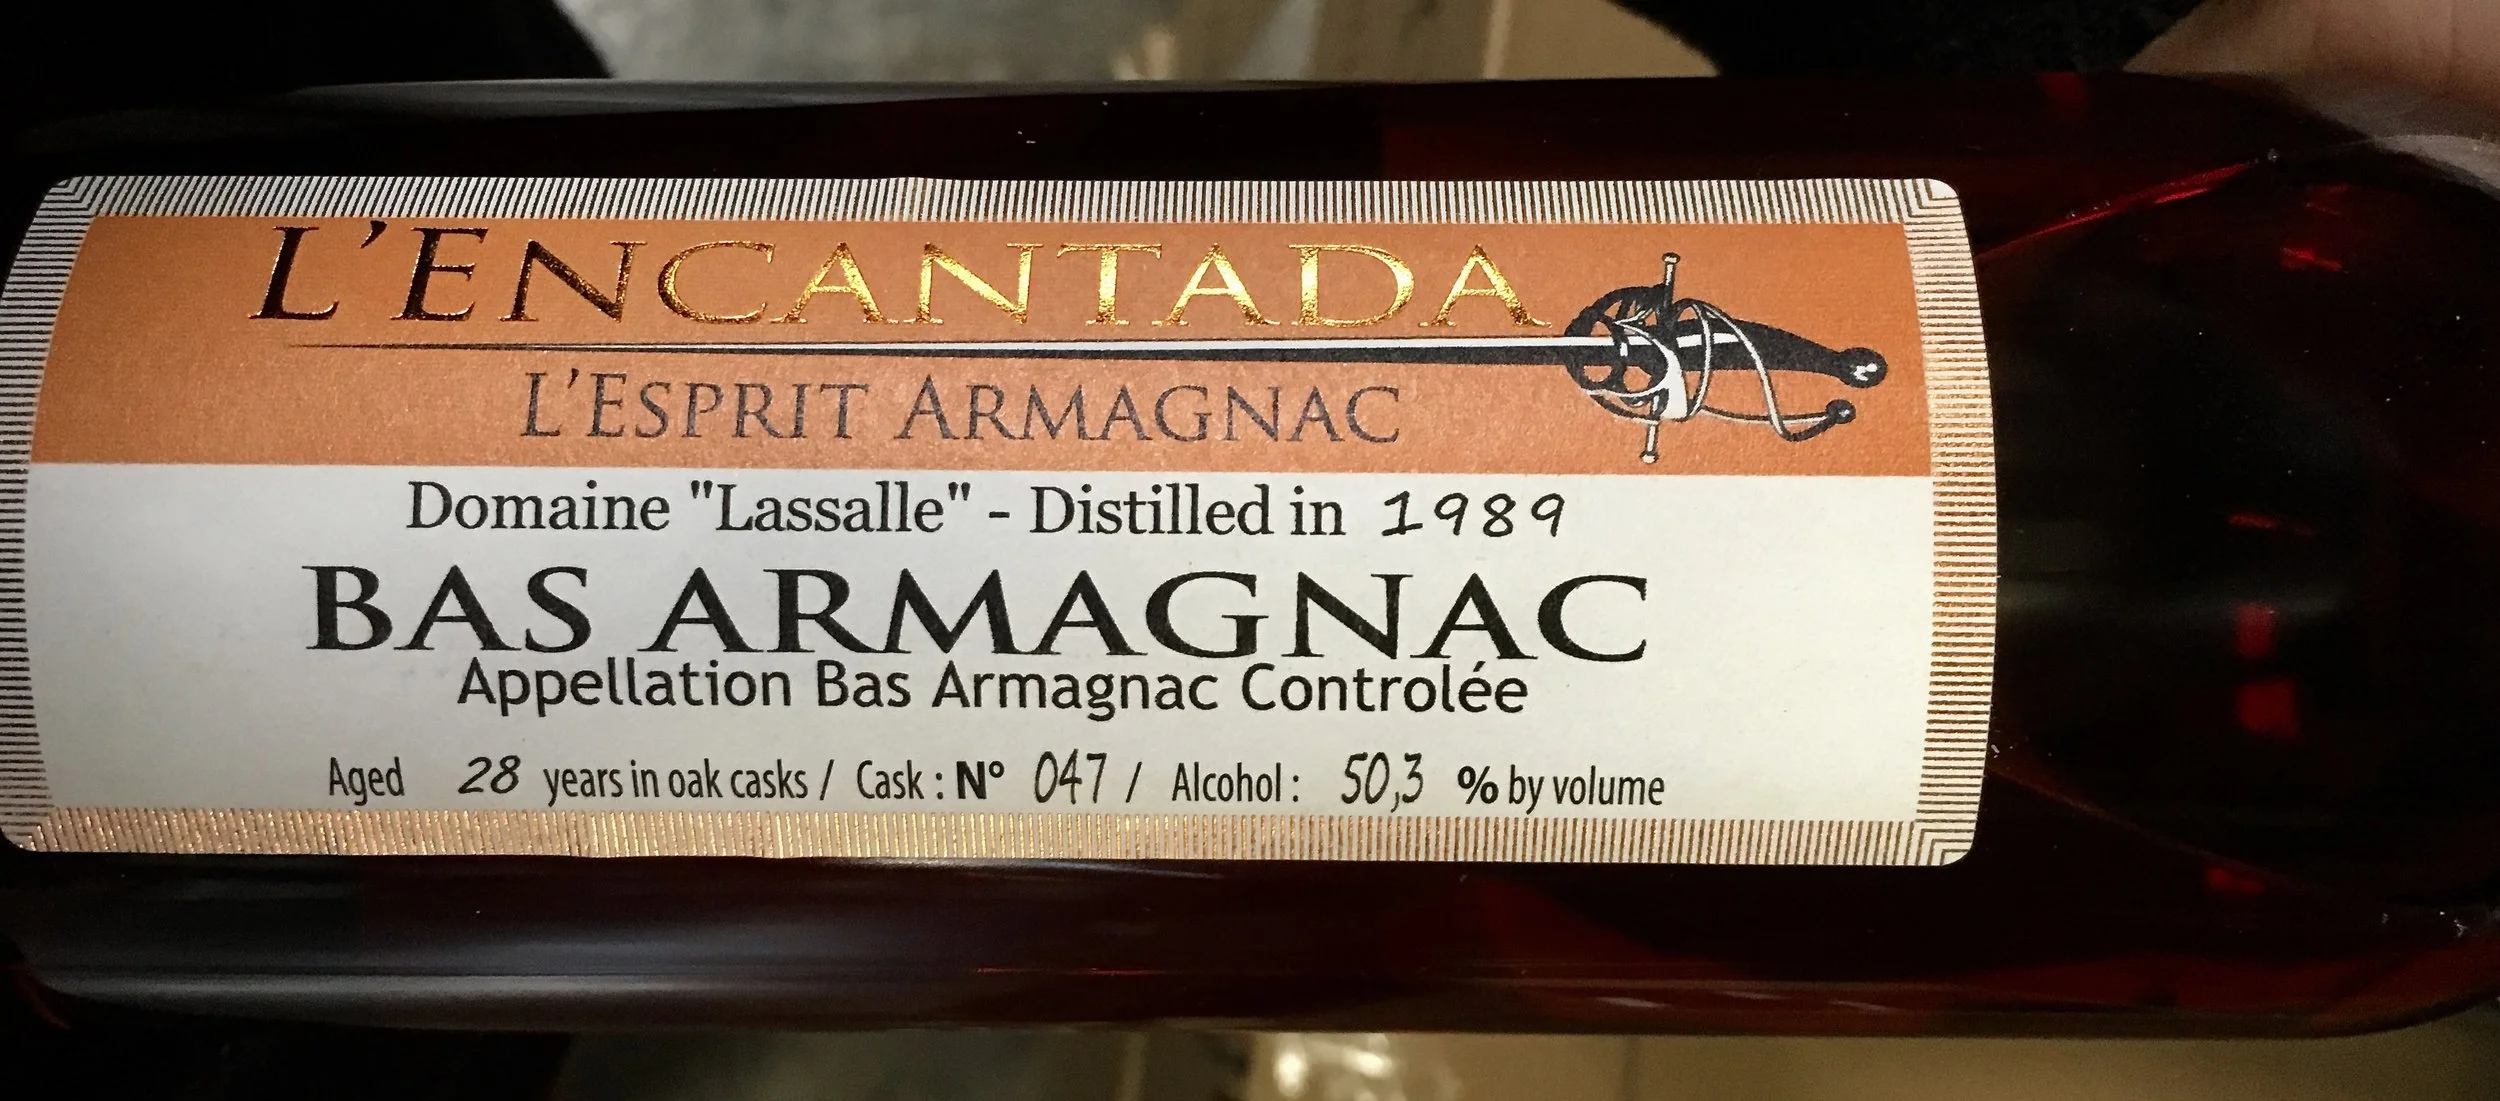 L'ENCANTADA
L'ESPRIT ARMAGNAC
Domaine "Lassalle" - Distilled in 1989
BAS ARMAGNAC
Appellation Bas Armagnac Controlée
Aged 28 years in oak casks / Cask : N° 047 / Alcohol : 50,3 % by volume